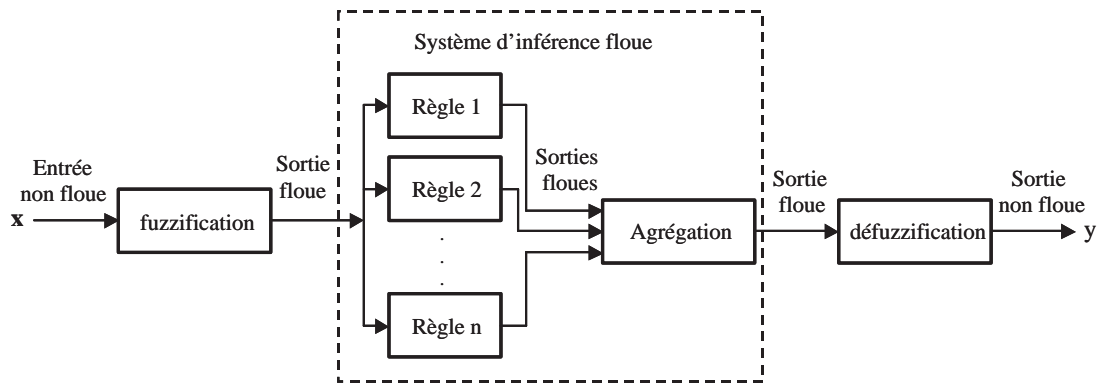 Système d'inférence floue
Entrée
non floue
x
fuzzification
Sortie
floue
Règle 1
Règle 2
.
.
.
Règle n
Sorties
floues
Agrégation
Sortie
floue
défuzzification
Sortie
non floue
y